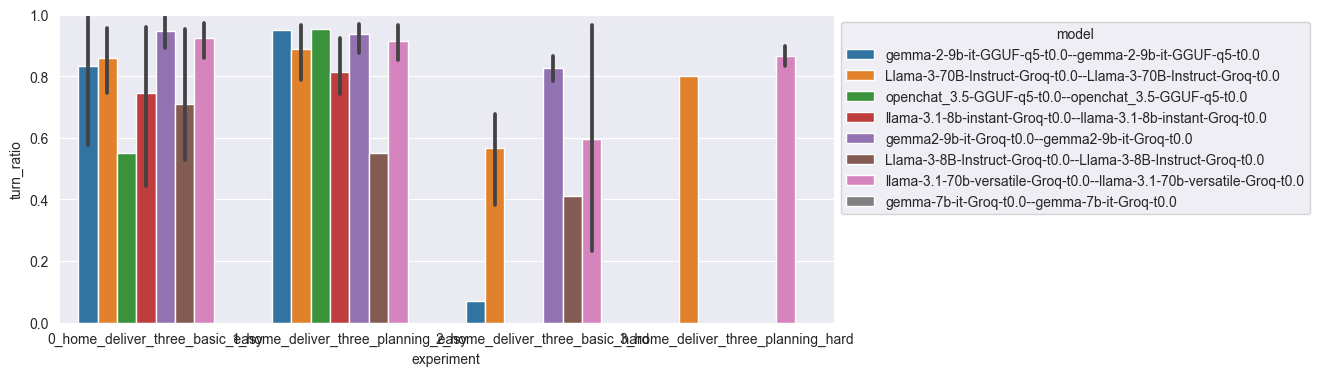 1.0
0.8
0.6
0.4
0.2
0.0
turn_ratio
0_home_deliver_three_basic_easy
1_home_deliver_three_planning_easy
2_home_deliver_three_basic_hard
3_home_deliver_three_planning_hard
experiment
model
gemma-2-9b-it-GGUF-q5-t0.0--gemma-2-9b-it-GGUF-q5-t0.0
Llama-3-70B-Instruct-Groq-t0.0--Llama-3-70B-Instruct-Groq-t0.0
openchat_3.5-GGUF-q5-t0.0--openchat_3.5-GGUF-q5-t0.0
llama-3.1-8b-instant-Groq-t0.0--llama-3.1-8b-instant-Groq-t0.0
gemma2-9b-it-Groq-t0.0--gemma2-9b-it-Groq-t0.0
Llama-3-8B-Instruct-Groq-t0.0--Llama-3-8B-Instruct-Groq-t0.0
llama-3.1-70b-versatile-Groq-t0.0--llama-3.1-70b-versatile-Groq-t0.0
gemma-7b-it-Groq-t0.0--gemma-7b-it-Groq-t0.0